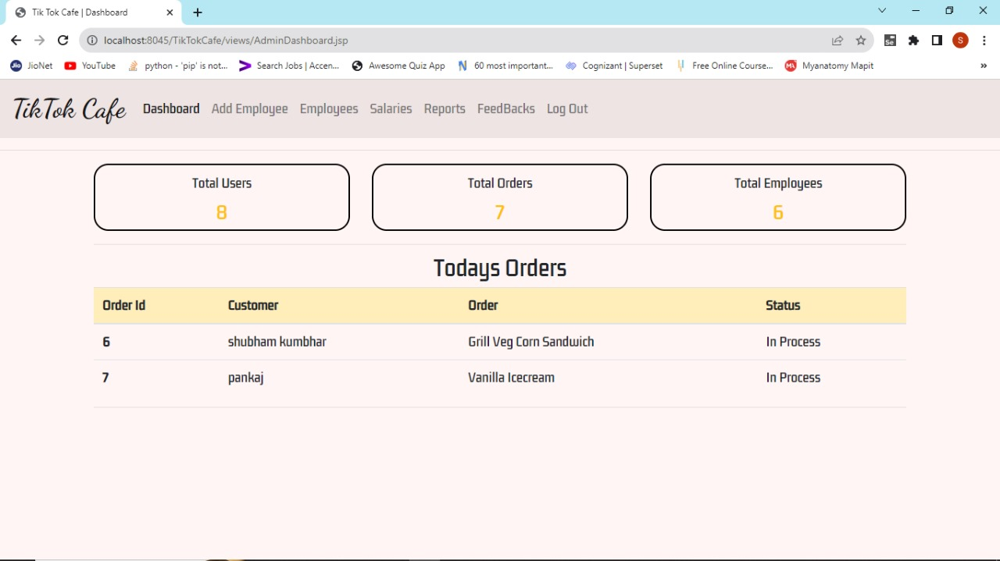 Tik Tok Cafe | Dashboard
localhost:8045/TikTokCafe/views/AdminDashboard.jsp
Se
S
Jio JioNet YouTube python - 'pip' is not... Search Jobs | Accen... Awesome Quiz App N 60 most important... Cognizant | Superset Free Online Course... MA Myanatomy Mapit »
TikTok Cafe Dashboard Add Employee Employees Salaries Reports FeedBacks Log Out
Total Users Total Orders Total Employees
8 7 6
Todays Orders
Order Id Customer Order Status
6 shubham kumbhar Grill Veg Corn Sandwich In Process
7 pankaj Vanilla Icecream In Process